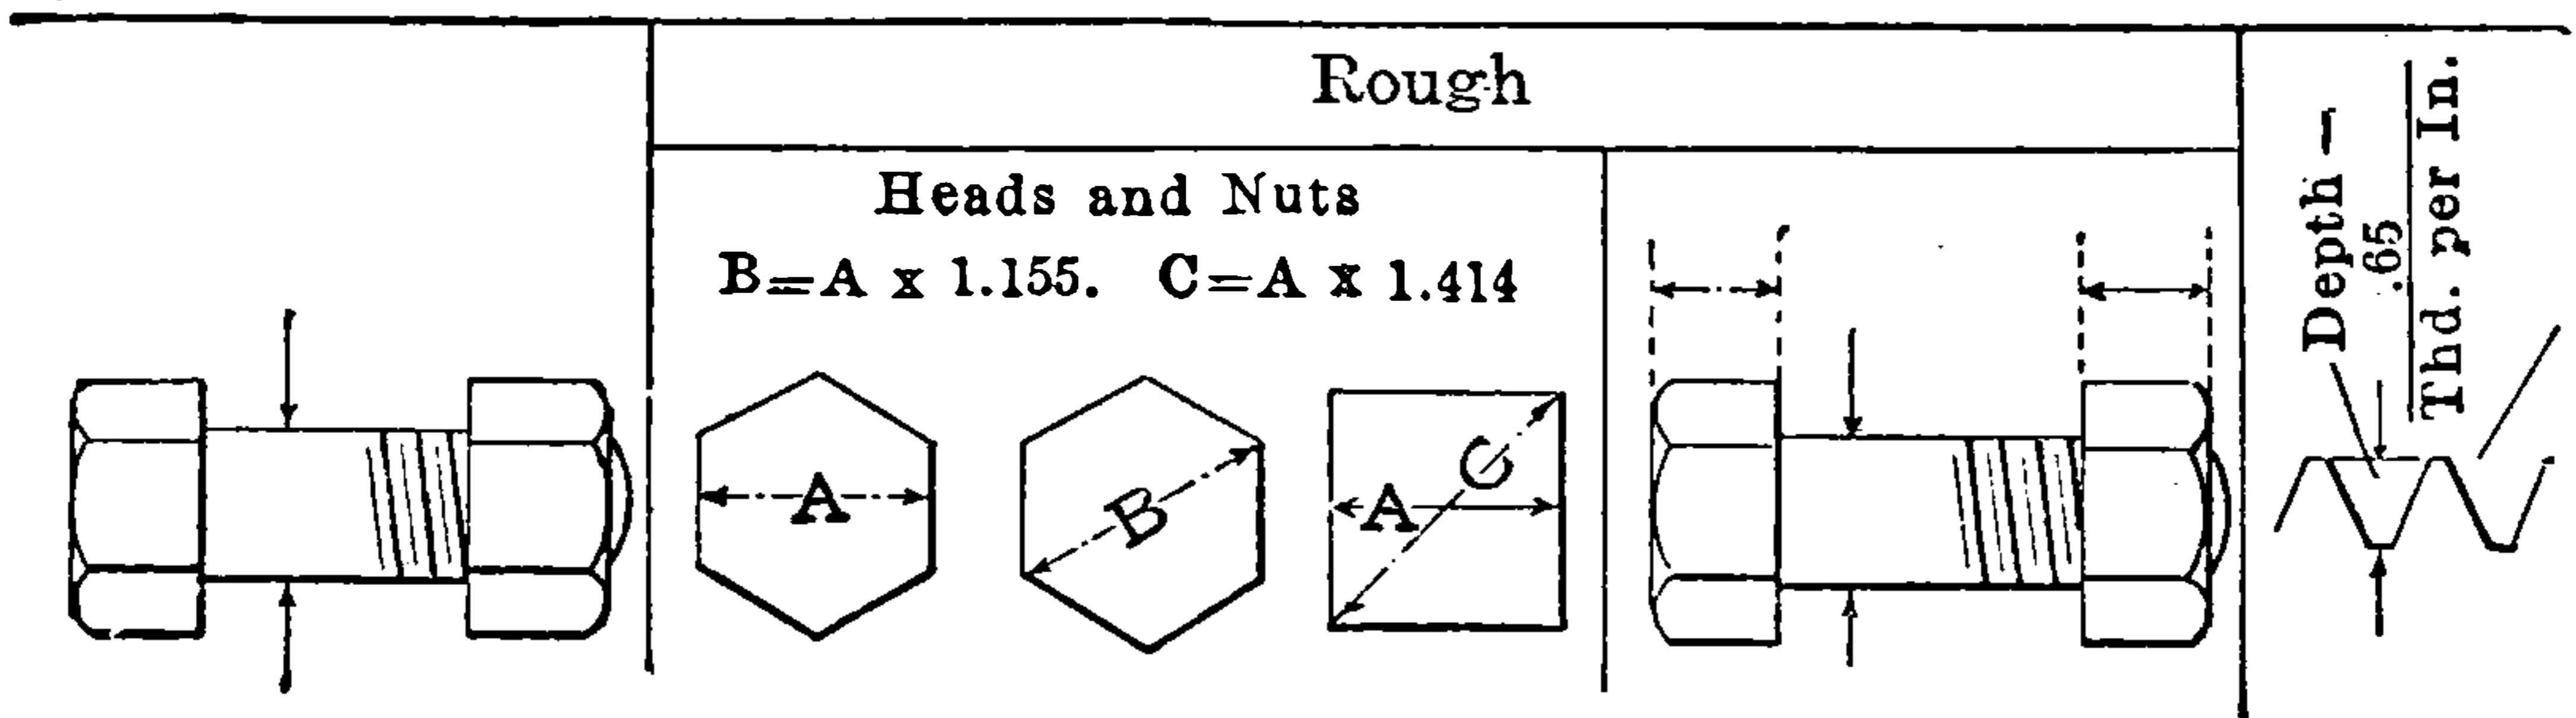 Rough
Heads and Nuts
B=A x 1.155. C=A x 1.414
A
B
A
C
Depth –
.65
Thd. per In.